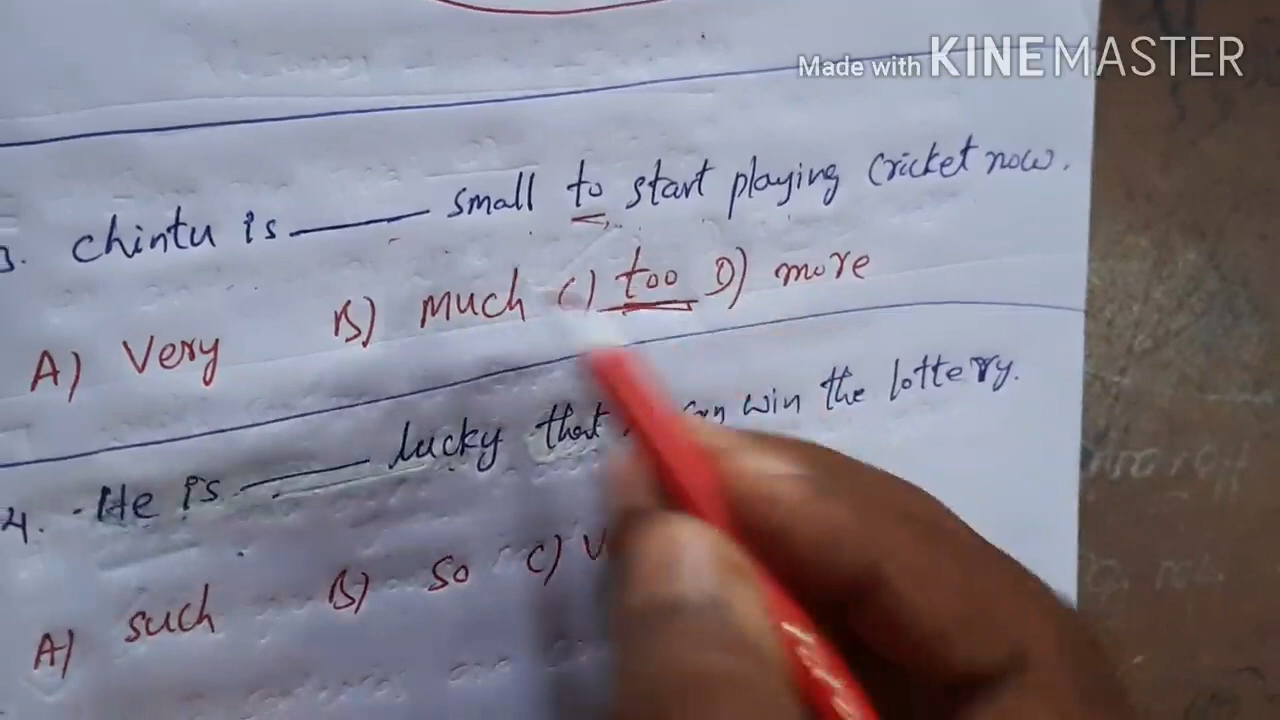 Made with KINEMASTER
3. Chintu is ______ small to start playing cricket now.
A) Very B) Much C) too D) more
4. He is ______ lucky that win the lottery.
A) such B) so C)